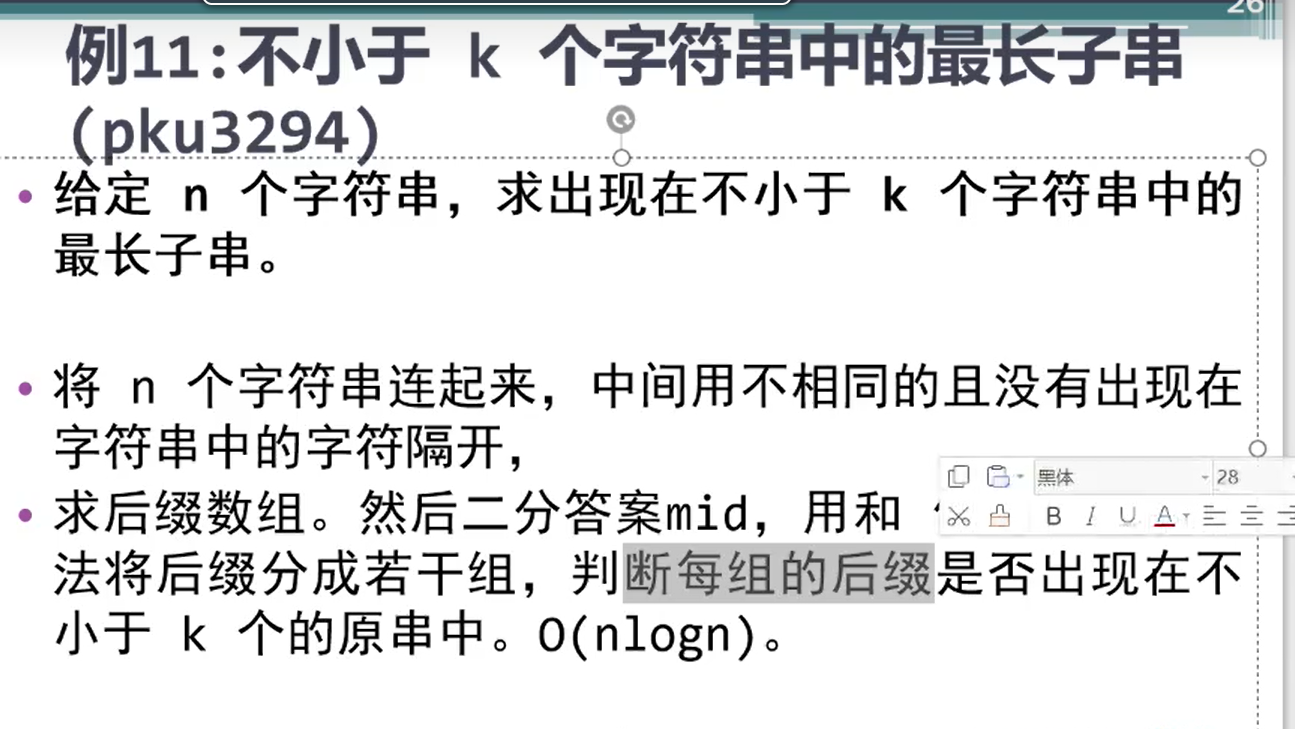 26
例11:不小于 k 个字符串中的最长子串
(pku3294)
• 给定 n 个字符串，求出现在不小于 k 个字符串中的
最长子串。
• 将 n 个字符串连起来，中间用不相同的且没有出现在
字符串中的字符隔开，
• 求后缀数组。然后二分答案mid，用和
黑体 28
B I U A
法将后缀分成若干组，判断每组的后缀是否出现在不
小于 k 个的原串中。O(nlogn)。